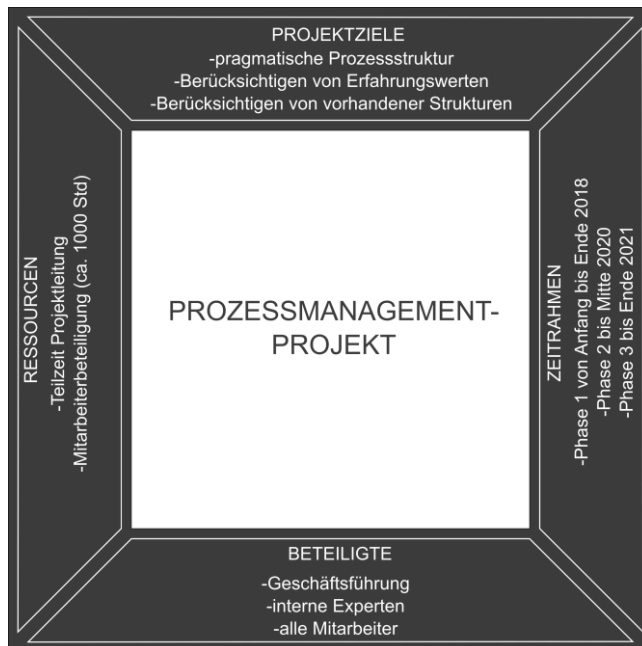 PROJEKTZIELE
-pragmatische Prozessstruktur
-Berücksichtigen von Erfahrungswerten
-Berücksichtigen von vorhandener Strukturen
RESSOURCEN
-Teilzeit Projektleitung
-Mitarbeiterbeteiligung (ca. 1000 Std)
PROZESSMANAGEMENT-
PROJEKT
ZEITRAHMEN
-Phase 1 von Anfang bis Ende 2018
-Phase 2 bis Mitte 2020
-Phase 3 bis Ende 2021
BETEILIGTE
-Geschäftsführung
-interne Experten
-alle Mitarbeiter